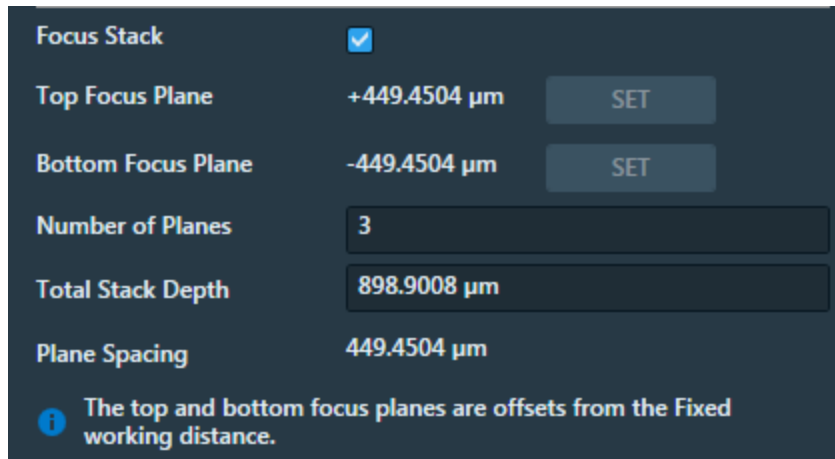 Focus Stack
Top Focus Plane +449.4504 µm SET
Bottom Focus Plane -449.4504 µm SET
Number of Planes 3
Total Stack Depth 898.9008 µm
Plane Spacing 449.4504 µm
The top and bottom focus planes are offsets from the Fixed
working distance.